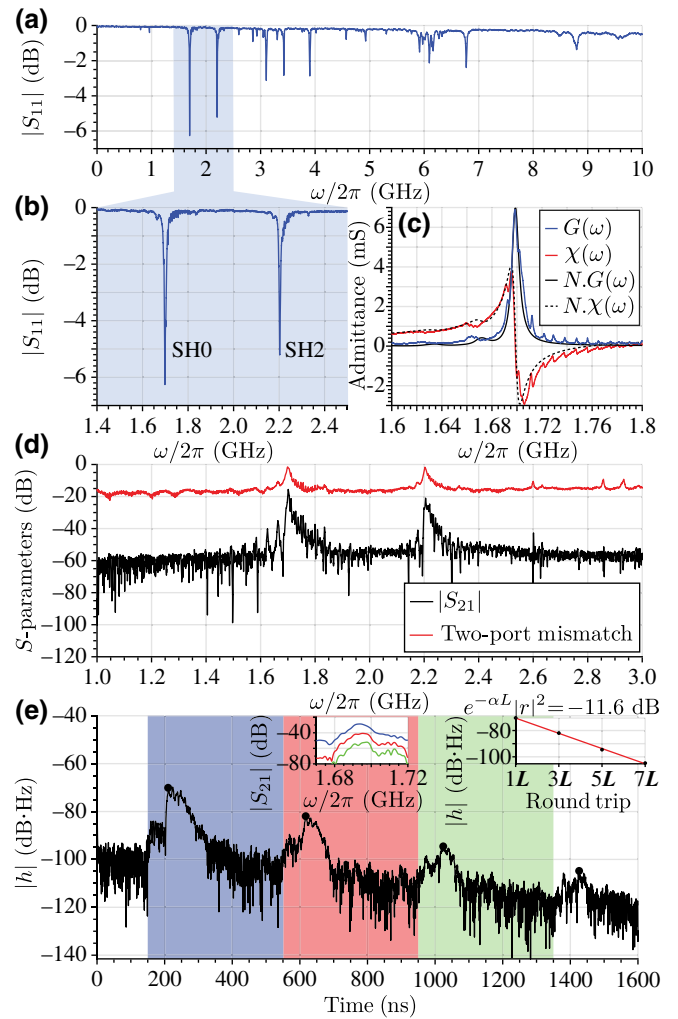 (a)
|S₁₁| (dB)
0
−2
−4
−6
0 1 2 3 4 5 6 7 8 9 10
ω/2π (GHz)
(b)
|S₁₁| (dB)
0
−2
−4
−6
SH0 SH2
1.4 1.6 1.8 2.0 2.2 2.4
ω/2π (GHz)
(c)
Admittance (mS)
6
4
2
0
−2
G(ω)
χ(ω)
N.G(ω)
N.χ(ω)
1.6 1.64 1.68 1.72 1.76 1.8
ω/2π (GHz)
(d)
S-parameters (dB)
0
−20
−40
−60
−80
−100
−120
|S₂₁|
Two-port mismatch
1.0 1.2 1.4 1.6 1.8 2.0 2.2 2.4 2.6 2.8 3.0
ω/2π (GHz)
(e)
|h| (dB·Hz)
−40
−60
−80
−100
−120
−140
|S₂₁| (dB)
−40
−80
1.68 1.72
ω/2π (GHz)
e^{−αL}|r|²=−11.6 dB
|h| (dB·Hz)
−80
−100
1L 3L 5L 7L
Round trip
0 200 400 600 800 1000 1200 1400 1600
Time (ns)